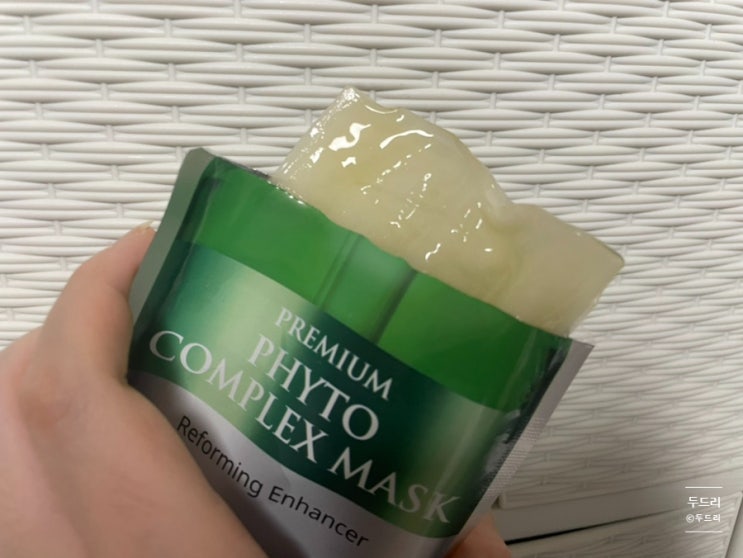 PREMIUM
PHYTO
COMPLEX MASK
Reforming Enhancer
두드리
©두드리